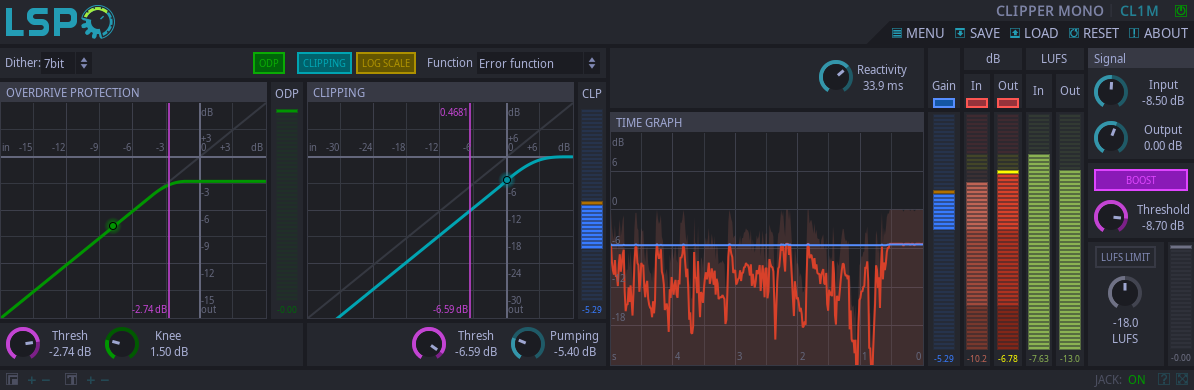 LSP
CLIPPER MONO CL1M
MENU SAVE LOAD RESET ABOUT
Dither: 7bit ODP CLIPPING LOG SCALE Function Error function
Reactivity
33.9 ms
Gain
dB
In Out
LUFS
In Out
Signal
Input
-8.50 dB
Output
0.00 dB
BOOST
Threshold
-8.70 dB
LUFS LIMIT
-18.0
LUFS
-0.00
OVERDRIVE PROTECTION
dB
+3
in -15 -12 -9 -6 -3 0 +3 dB
-3
-6
-9
-12
-15
out
-2.74 dB
ODP
-0.00
CLIPPING
0.4681
dB
+6
in -30 -24 -18 -12 -6 0 +6 dB
-6
-12
-18
-24
-30
out
-6.59 dB
CLP
-5.29
TIME GRAPH
dB
6
0
-6
-12
-18
s 4 3 2 1 0
-5.29 -10.2 -6.78 -7.63 -13.0
Thresh
-2.74 dB
Knee
1.50 dB
Thresh
-6.59 dB
Pumping
-5.40 dB
JACK: ON